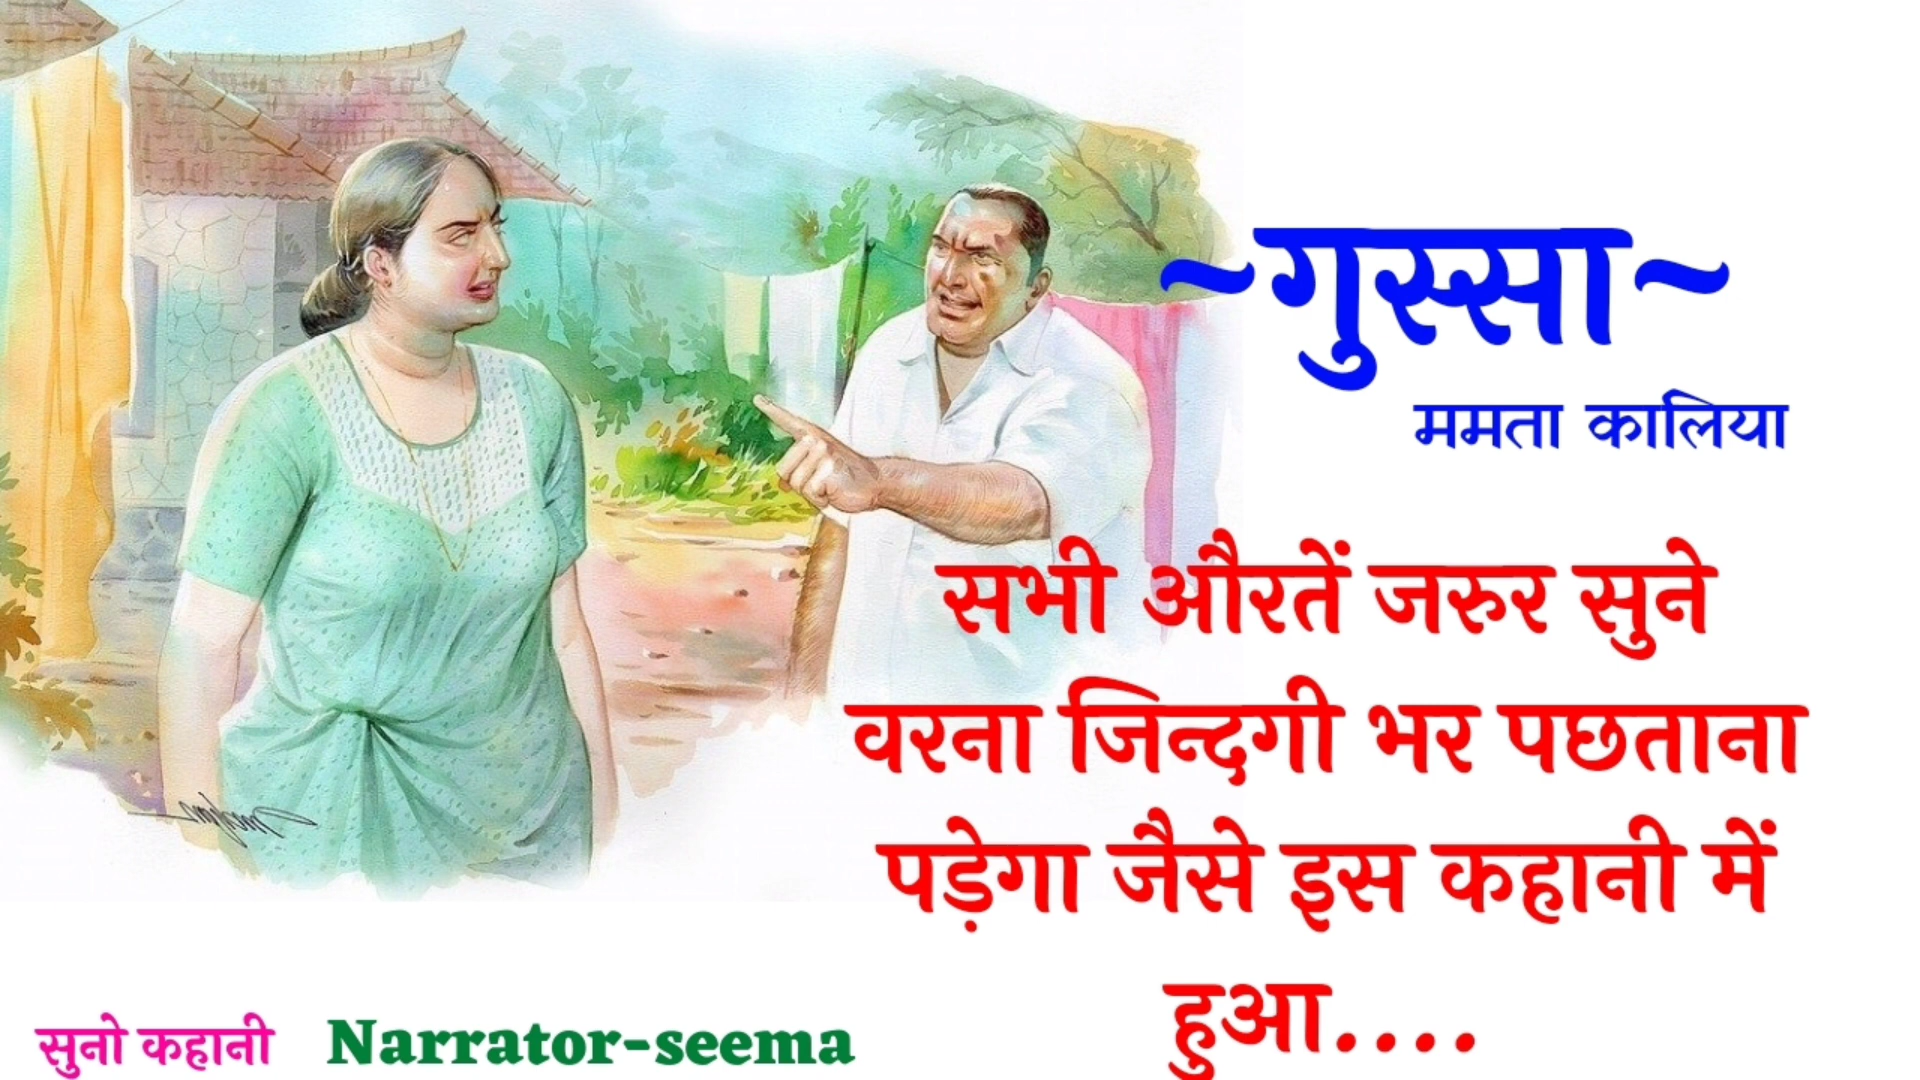 ~गुस्सा~
ममता कालिया
सभी औरतें जरुर सुने
वरना जिन्दगी भर पछताना
पड़ेगा जैसे इस कहानी में
हुआ....
सुनो कहानी Narrator-seema